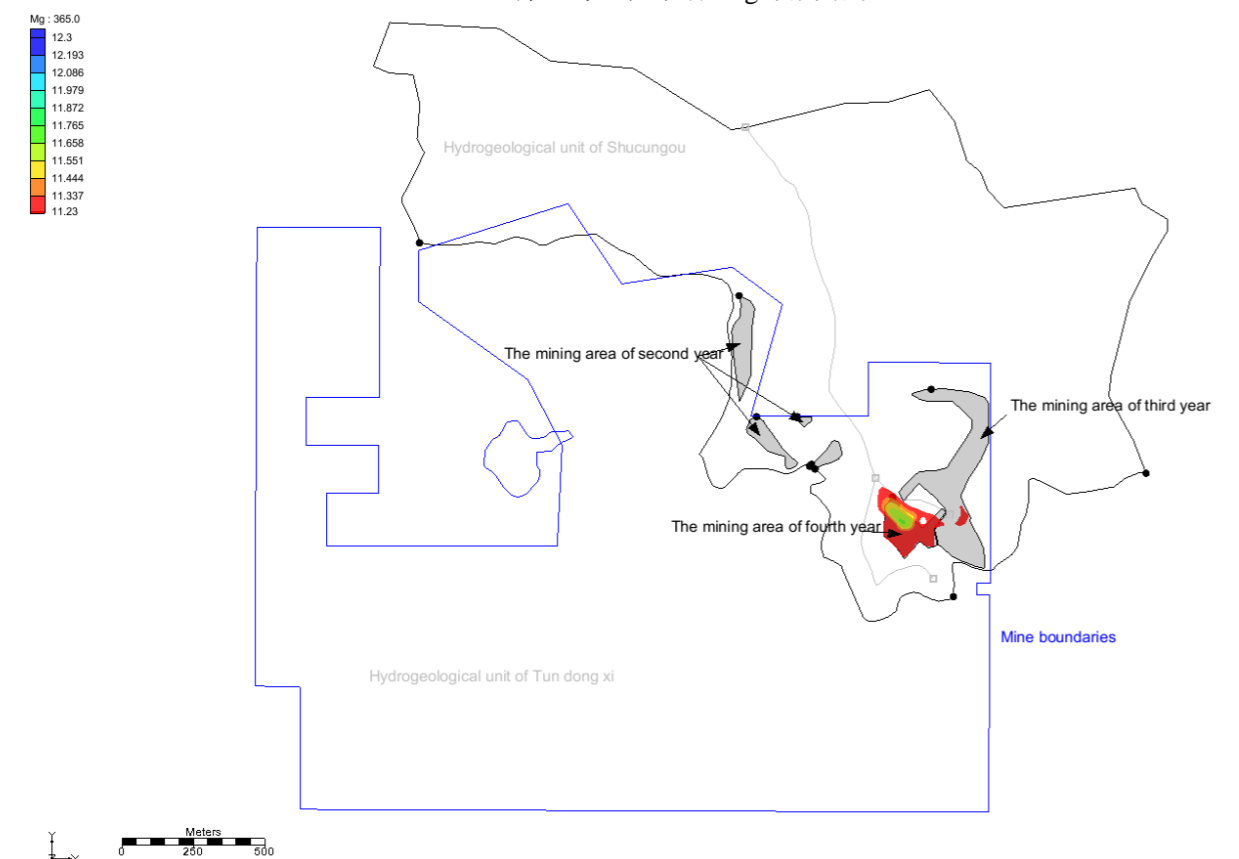 Mg : 365.0
12.3
12.193
12.086
11.979
11.872
11.765
11.658
11.551
11.444
11.337
11.23
Hydrogeological unit of Shucungou
The mining area of second year
The mining area of third year
The mining area of fourth year
Mine boundaries
Hydrogeological unit of Tun dong xi
Meters
0 250 500
Y
Z X